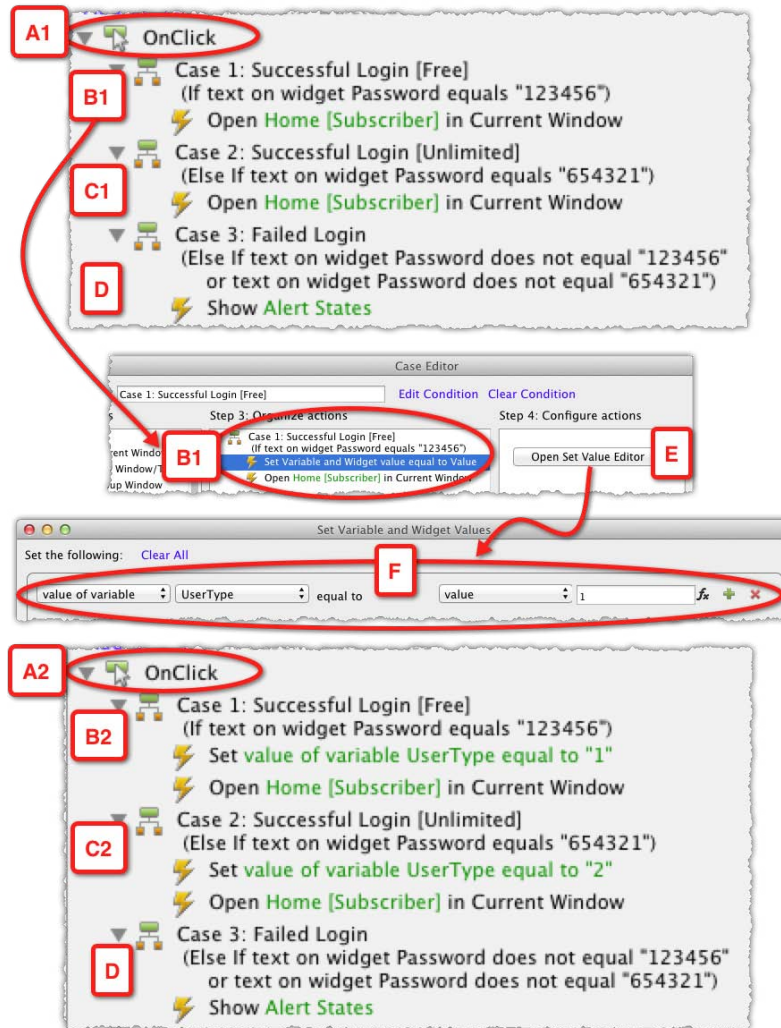 A1
OnClick
B1
Case 1: Successful Login [Free]
(If text on widget Password equals "123456")
Open Home [Subscriber] in Current Window
C1
Case 2: Successful Login [Unlimited]
(Else If text on widget Password equals "654321")
Open Home [Subscriber] in Current Window
D
Case 3: Failed Login
(Else If text on widget Password does not equal "123456"
or text on widget Password does not equal "654321")
Show Alert States
Case Editor
Case 1: Successful Login [Free]
Edit Condition Clear Condition
Step 3: Organize actions
Step 4: Configure actions
B1
Case 1: Successful Login [Free]
(If text on widget Password equals "123456")
Set Variable and Widget value equal to Value
Open Home [Subscriber] in Current Window
Open Set Value Editor
E
Window
Set Variable and Widget Values
Set the following: Clear All
F
value of variable UserType equal to value 1 fx
A2
OnClick
B2
Case 1: Successful Login [Free]
(If text on widget Password equals "123456")
Set value of variable UserType equal to "1"
Open Home [Subscriber] in Current Window
C2
Case 2: Successful Login [Unlimited]
(Else If text on widget Password equals "654321")
Set value of variable UserType equal to "2"
Open Home [Subscriber] in Current Window
D
Case 3: Failed Login
(Else If text on widget Password does not equal "123456"
or text on widget Password does not equal "654321")
Show Alert States